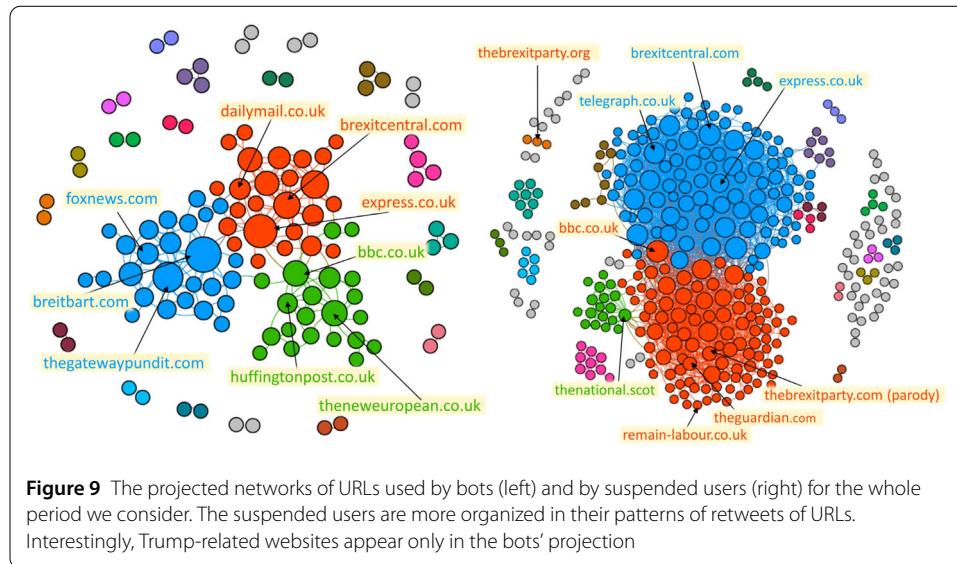 thebrexitparty.org
brexitcentral.com
express.co.uk
telegraph.co.uk
dailymail.co.uk
brexitcentral.com
foxnews.com
express.co.uk
bbc.co.uk
bbc.co.uk
breitbart.com
thegatewaypundit.com
huffingtonpost.co.uk
theneweuropean.co.uk
thenational.scot
thebrexitparty.com (parody)
theguardian.com
remain-labour.co.uk
Figure 9 The projected networks of URLs used by bots (left) and by suspended users (right) for the whole
period we consider. The suspended users are more organized in their patterns of retweets of URLs.
Interestingly, Trump-related websites appear only in the bots' projection